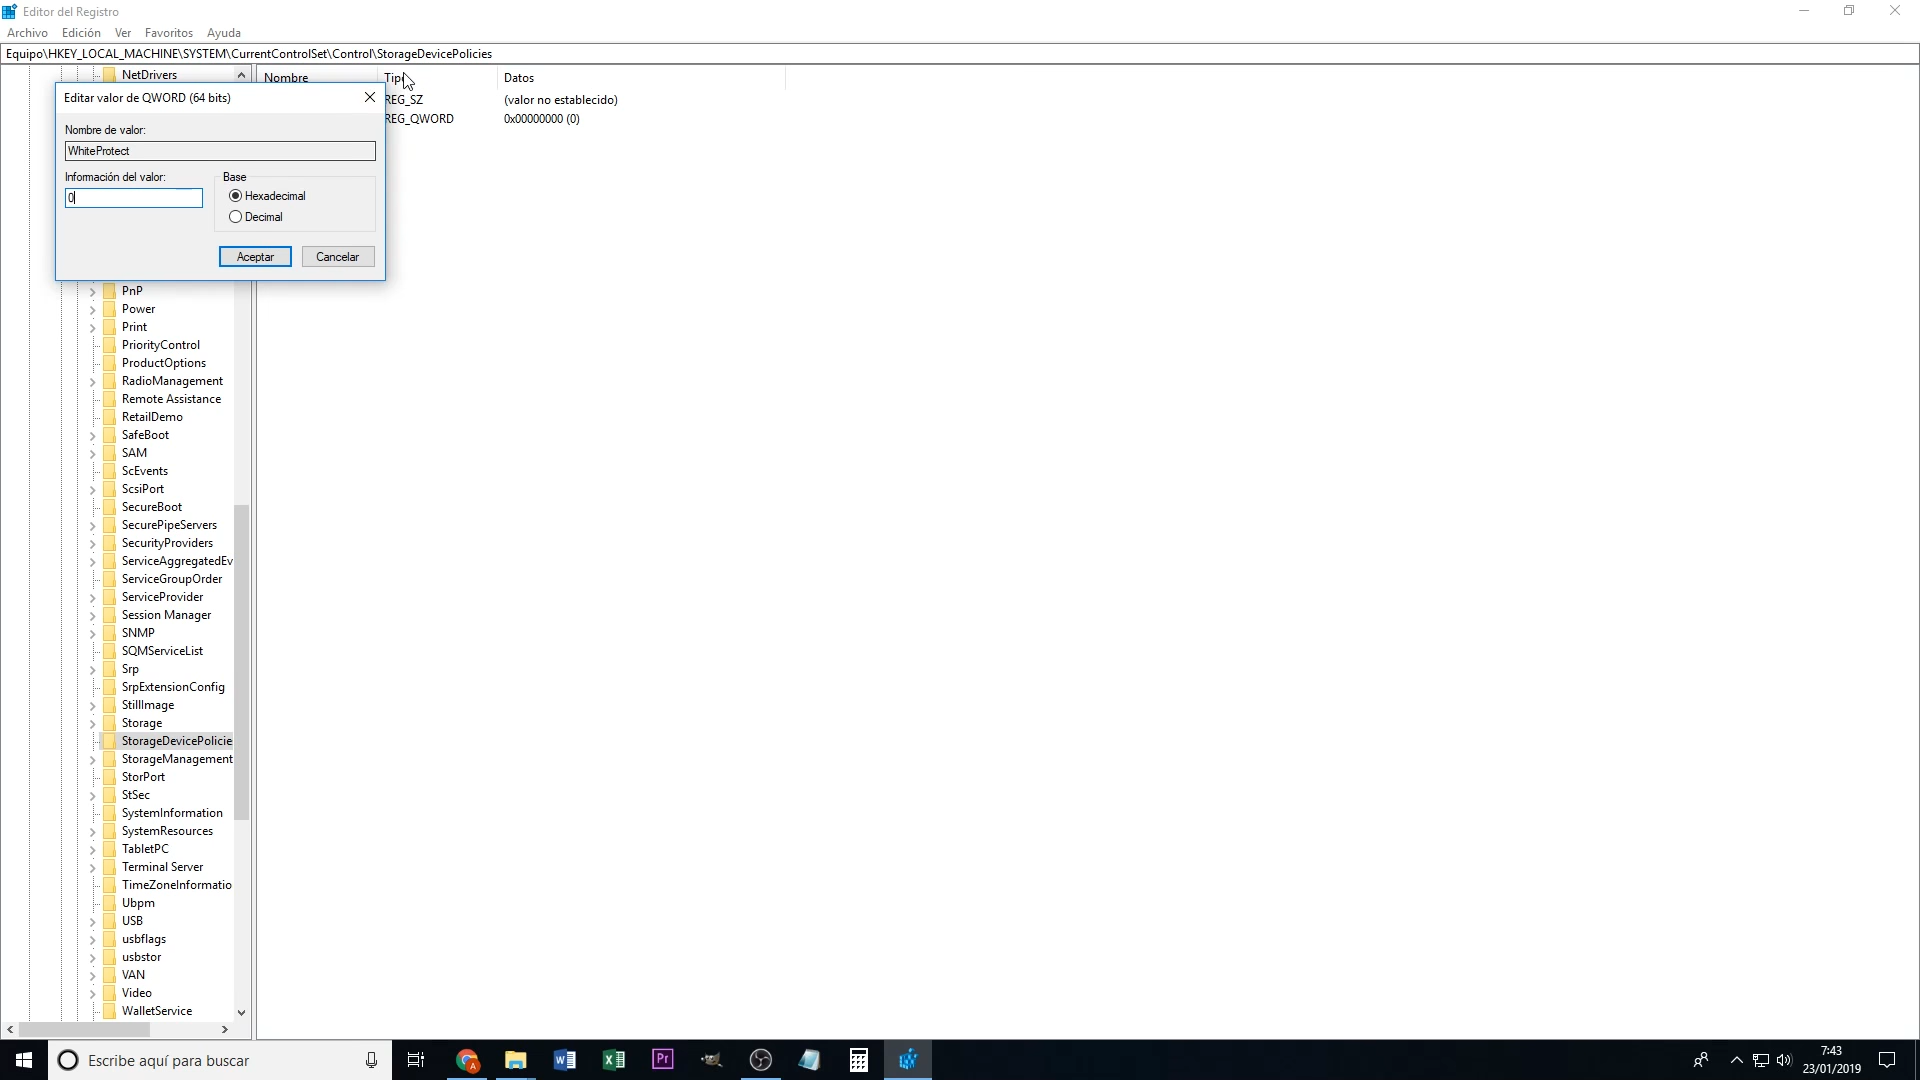 Editor del Registro
Archivo Edición Ver Favoritos Ayuda
Equipo\HKEY_LOCAL_MACHINE\SYSTEM\CurrentControlSet\Control\StorageDevicePolicies
NetDrivers
Nombre Tipo Datos
REG_SZ (valor no establecido)
REG_QWORD 0x00000000 (0)
Editar valor de QWORD (64 bits)
Nombre de valor:
WhiteProtect
Información del valor:
0
Base
Hexadecimal
Decimal
Aceptar Cancelar
PnP
Power
Print
PriorityControl
ProductOptions
RadioManagement
Remote Assistance
RetailDemo
SafeBoot
SAM
ScEvents
ScsiPort
SecureBoot
SecurePipeServers
SecurityProviders
ServiceAggregatedEv
ServiceGroupOrder
ServiceProvider
Session Manager
SNMP
SQMServiceList
Srp
SrpExtensionConfig
StillImage
Storage
StorageDevicePolicie
StorageManagement
StorPort
StSec
SystemInformation
SystemResources
TabletPC
Terminal Server
TimeZoneInformatio
Ubpm
USB
usbflags
usbstor
VAN
Video
WalletService
Escribe aquí para buscar
A
Pr
7:43
23/01/2019